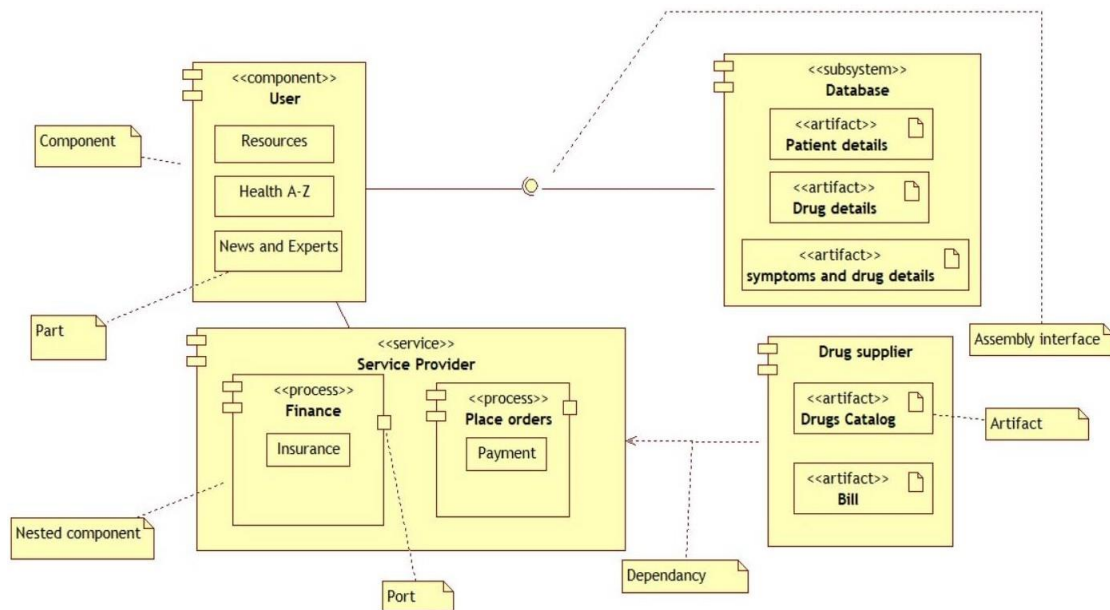 <<component>>
User
Resources
Health A-Z
News and Experts
Component
Part
<<subsystem>>
Database
<<artifact>>
Patient details
<<artifact>>
Drug details
<<artifact>>
symptoms and drug details
Assembly interface
<<service>>
Service Provider
<<process>>
Finance
Insurance
<<process>>
Place orders
Payment
Nested component
Port
Drug supplier
<<artifact>>
Drugs Catalog
<<artifact>>
Bill
Artifact
Dependancy